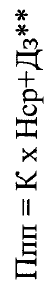 Ппп = К х Нср+Дз**